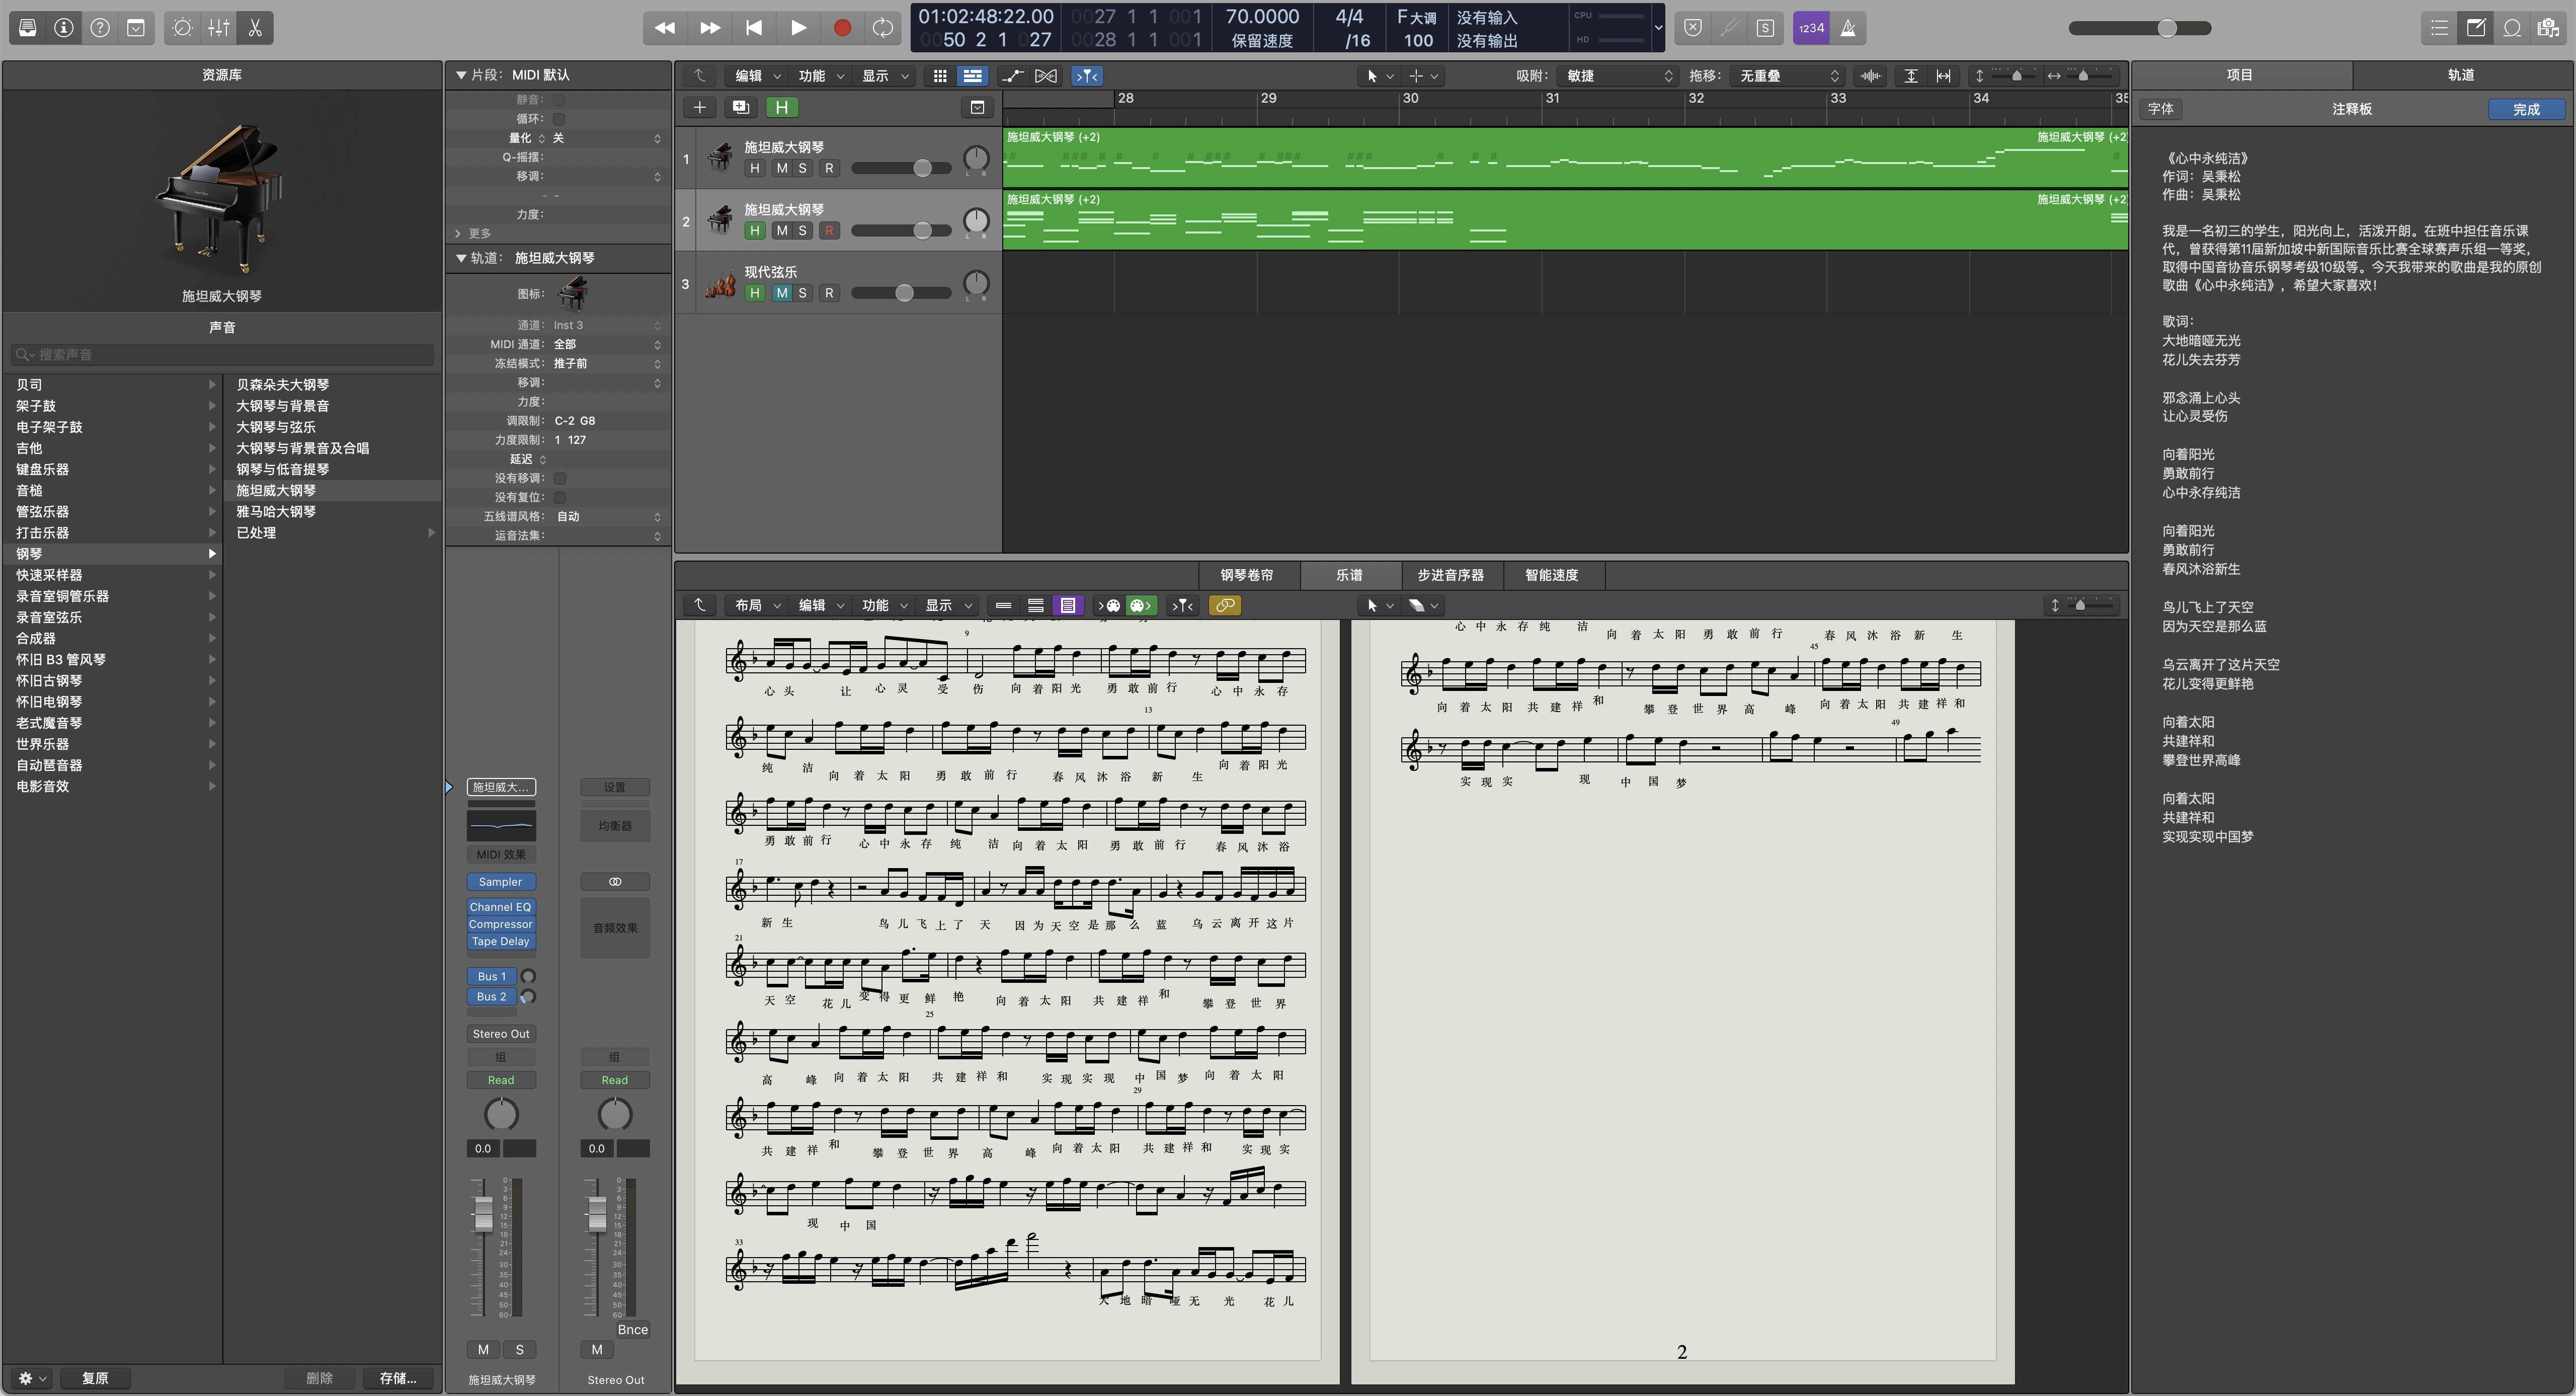 01:02:48:22.00
0050 2 1 027
0027 1 1 001
0028 1 1 001
70.0000
保留速度
4/4
/16
F大调
100
没有输入
没有输出
CPU
HD
S
1234
资源库
施坦威大钢琴
声音
搜索声音
贝司
架子鼓
电子架子鼓
吉他
键盘乐器
音槌
管弦乐器
打击乐器
钢琴
快速采样器
录音室铜管乐器
录音室弦乐
合成器
怀旧 B3 管风琴
怀旧古钢琴
怀旧电钢琴
老式魔音琴
世界乐器
自动琶音器
电影音效
贝森朵夫大钢琴
大钢琴与背景音
大钢琴与弦乐
大钢琴与背景音及合唱
钢琴与低音提琴
施坦威大钢琴
雅马哈大钢琴
已处理
复原
删除
存储...
片段: MIDI 默认
静音:
循环:
量化 关
Q-摇摆:
移调:
- -
力度:
更多
轨道: 施坦威大钢琴
图标:
通道: Inst 3
MIDI 通道: 全部
冻结模式: 推子前
移调:
力度:
调限制: C-2 G8
力度限制: 1 127
延迟
没有移调:
没有复位:
五线谱风格: 自动
运音法集:
施坦威大...
MIDI 效果
Sampler
Channel EQ
Compressor
Tape Delay
Bus 1
Bus 2
Stereo Out
组
Read
0.0
M S
施坦威大钢琴
设置
均衡器
音频效果
组
Read
0.0
Bnce
M
Stereo Out
编辑 功能 显示
吸附: 敏捷
拖移: 无重叠
H
28 29 30 31 32 33 34 35
1 施坦威大钢琴
H M S R
2 施坦威大钢琴
H M S R
3 现代弦乐
H M S R
施坦威大钢琴 (+2)
施坦威大钢琴 (+2
施坦威大钢琴 (+2)
施坦威大钢琴 (+2
钢琴卷帘 乐谱 步进音序器 智能速度
布局 编辑 功能 显示
9
心 头 让 心 灵 受 伤 向 着 阳 光 勇 敢 前 行 心 中 永 存
13
纯 洁 向 着 太 阳 勇 敢 前 行 春 风 沐 浴 新 生 向 着 阳 光
勇 敢 前 行 心 中 永 存 纯 洁 向 着 太 阳 勇 敢 前 行 春 风 沐 浴
17
新 生 鸟 儿 飞 上 了 天 因 为 天 空 是 那 么 蓝 乌 云 离 开 这 片
21
天 空 花 儿 变 得 更 鲜 艳 向 着 太 阳 共 建 祥 和 攀 登 世 界
25
高 峰 向 着 太 阳 共 建 祥 和 实 现 实 现 中 国 梦 向 着 太 阳
29
共 建 祥 和 攀 登 世 界 高 峰 向 着 太 阳 共 建 祥 和 实 现 实
现 中 国
33
大 地 暗 哑 无 光 花 儿
心 中 永 存 纯 洁 向 着 太 阳 勇 敢 前 行 春 风 沐 浴 新 生
45
向 着 太 阳 共 建 祥 和 攀 登 世 界 高 峰 向 着 太 阳 共 建 祥 和
49
实 现 实 现 中 国 梦
2
项目 轨道
字体 注释板 完成
《心中永纯洁》
作词：吴秉松
作曲：吴秉松
我是一名初三的学生，阳光向上，活泼开朗。在班中担任音乐课
代，曾获得第11届新加坡中新国际音乐比赛全球赛声乐组一等奖，
取得中国音协音乐钢琴考级10级等。今天我带来的歌曲是我的原创
歌曲《心中永纯洁》，希望大家喜欢！
歌词：
大地暗哑无光
花儿失去芬芳
邪念涌上心头
让心灵受伤
向着阳光
勇敢前行
心中永存纯洁
向着阳光
勇敢前行
春风沐浴新生
鸟儿飞上了天空
因为天空是那么蓝
乌云离开了这片天空
花儿变得更鲜艳
向着太阳
共建祥和
攀登世界高峰
向着太阳
共建祥和
实现实现中国梦